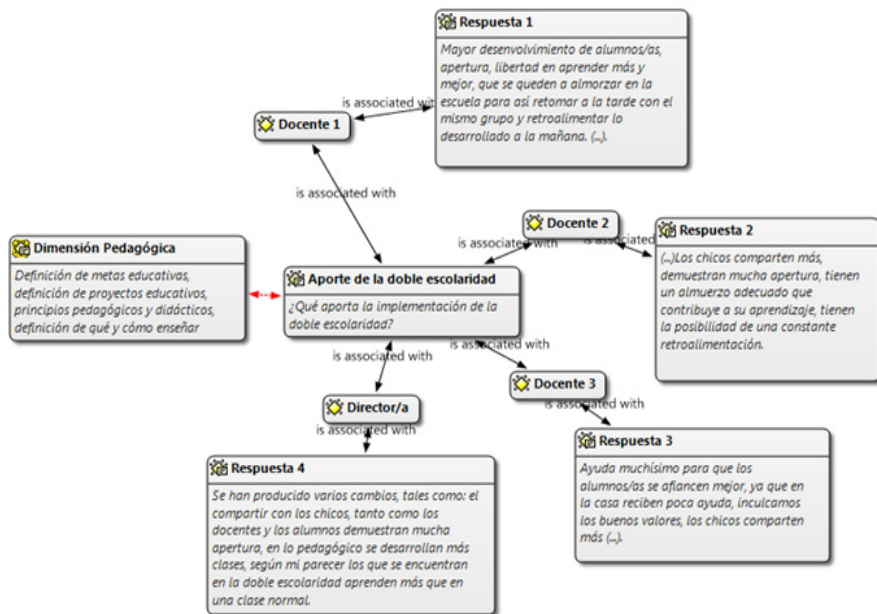 Respuesta 1
Mayor desenvolvimiento de alumnos/as,
apertura, libertad en aprender más y
mejor, que se queden a almorzar en la
escuela para así retomar a la tarde con el
mismo grupo y retroalimentar lo
desarrollado a la mañana. (...).
is associated with
Docente 1
is associated with
Docente 2
is associated with
is associated
Respuesta 2
(...)Los chicos comparten más,
demuestran mucha apertura, tienen
un almuerzo adecuado que
contribuye a su aprendizaje, tienen
la posibilidad de una constante
retroalimentación.
Dimensión Pedagógica
Definición de metas educativas,
definición de proyectos educativos,
principios pedagógicos y didácticos,
definición de qué y cómo enseñar
Aporte de la doble escolaridad
¿Qué aporta la implementación de la
doble escolaridad?
is associated with
is associated with
Docente 3
is associated with
Director/a
is associated with
Respuesta 3
Ayuda muchísimo para que los
alumnos/as se afiancen mejor, ya que en
la casa reciben poca ayuda, inculcamos
los buenos valores, los chicos comparten
más (...).
Respuesta 4
Se han producido varios cambios, tales como: el
compartir con los chicos, tanto como los
docentes y los alumnos demuestran mucha
apertura, en lo pedagógico se desarrollan más
clases, según mi parecer los que se encuentran
en la doble escolaridad aprenden más que en
una clase normal.